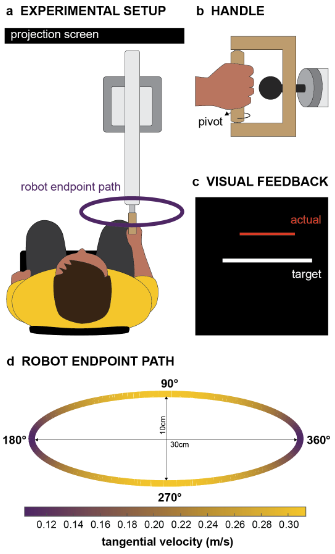 a EXPERIMENTAL SETUP
projection screen
robot endpoint path
b HANDLE
pivot
c VISUAL FEEDBACK
actual
target
d ROBOT ENDPOINT PATH
90°
180°
10cm
30cm
360°
270°
0.12 0.14 0.16 0.18 0.20 0.22 0.24 0.26 0.28 0.30
tangential velocity (m/s)